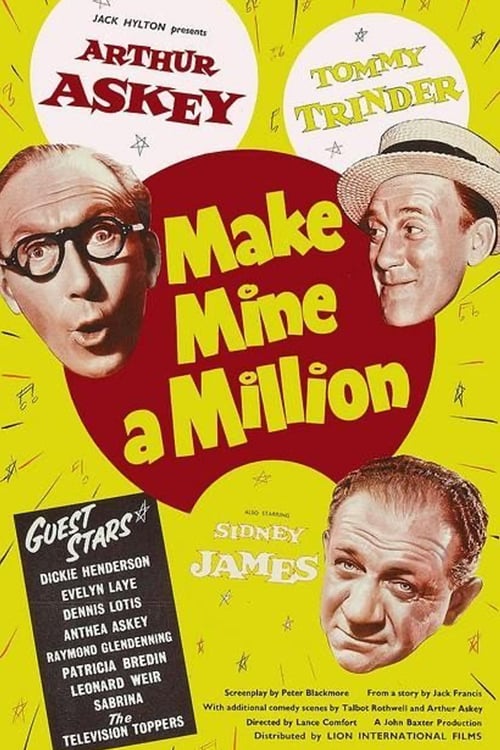 JACK HYLTON presents
ARTHUR
ASKEY
TOMMY
TRINDER
Make
Mine
a Million
ALSO STARRING
SIDNEY
JAMES
GUEST
STARS
DICKIE HENDERSON
EVELYN LAYE
DENNIS LOTIS
ANTHEA ASKEY
RAYMOND GLENDENNING
PATRICIA BREDIN
LEONARD WEIR
SABRINA
The
TELEVISION TOPPERS
Screenplay by Peter Blackmore From a story by Jack Francis
With additional comedy scenes by Talbot Rothwell and Arthur Askey
Directed by Lance Comfort A John Baxter Production
Distributed by LION INTERNATIONAL FILMS